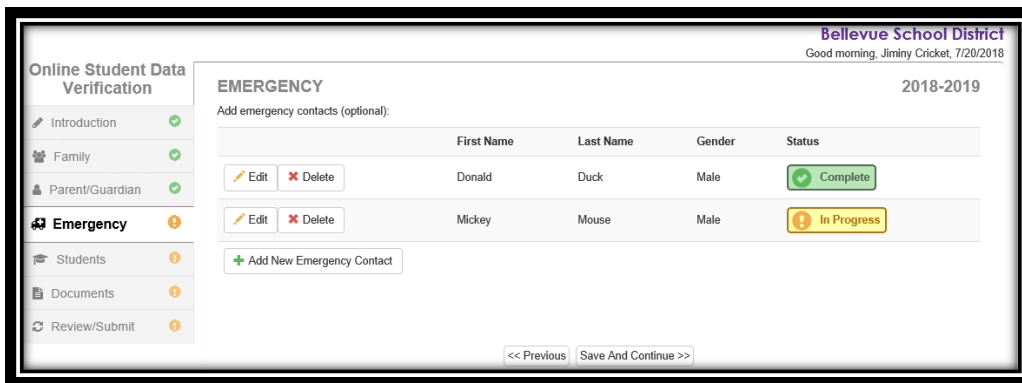 Bellevue School District
Good morning, Jiminy Cricket, 7/20/2018
Online Student Data
Verification
Introduction
Family
Parent/Guardian
Emergency
Students
Documents
Review/Submit
EMERGENCY 2018-2019
Add emergency contacts (optional):
First Name Last Name Gender Status
Edit Delete Donald Duck Male Complete
Edit Delete Mickey Mouse Male In Progress
Add New Emergency Contact
<< Previous Save And Continue >>